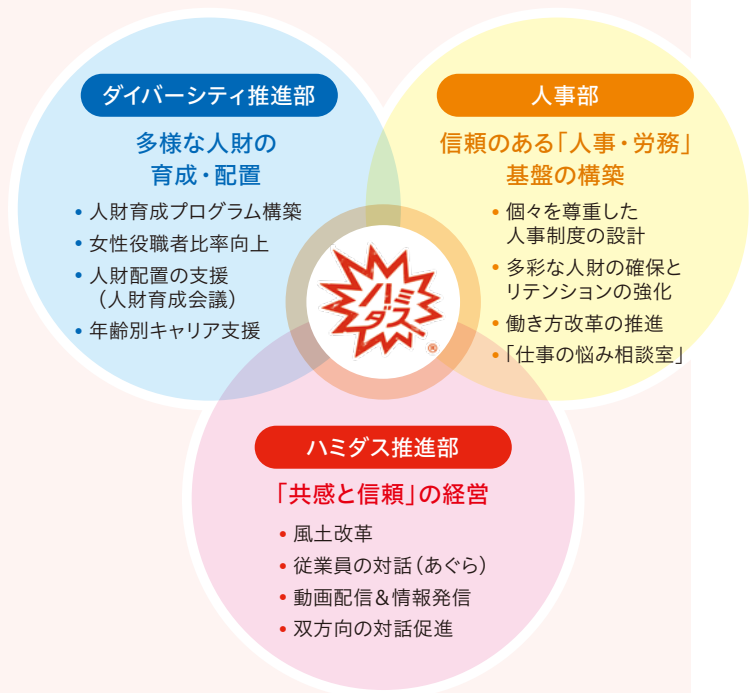 ダイバーシティ推進部
多様な人財の
育成・配置
• 人財育成プログラム構築
• 女性役職者比率向上
• 人財配置の支援
（人財育成会議）
• 年齢別キャリア支援
人事部
信頼のある「人事・労務」
基盤の構築
• 個々を尊重した
人事制度の設計
• 多彩な人財の確保と
リテンションの強化
• 働き方改革の推進
• 「仕事の悩み相談室」
ハミ
ダス
®
ハミダス推進部
「共感と信頼」の経営
• 風土改革
• 従業員の対話（あぐら）
• 動画配信＆情報発信
• 双方向の対話促進